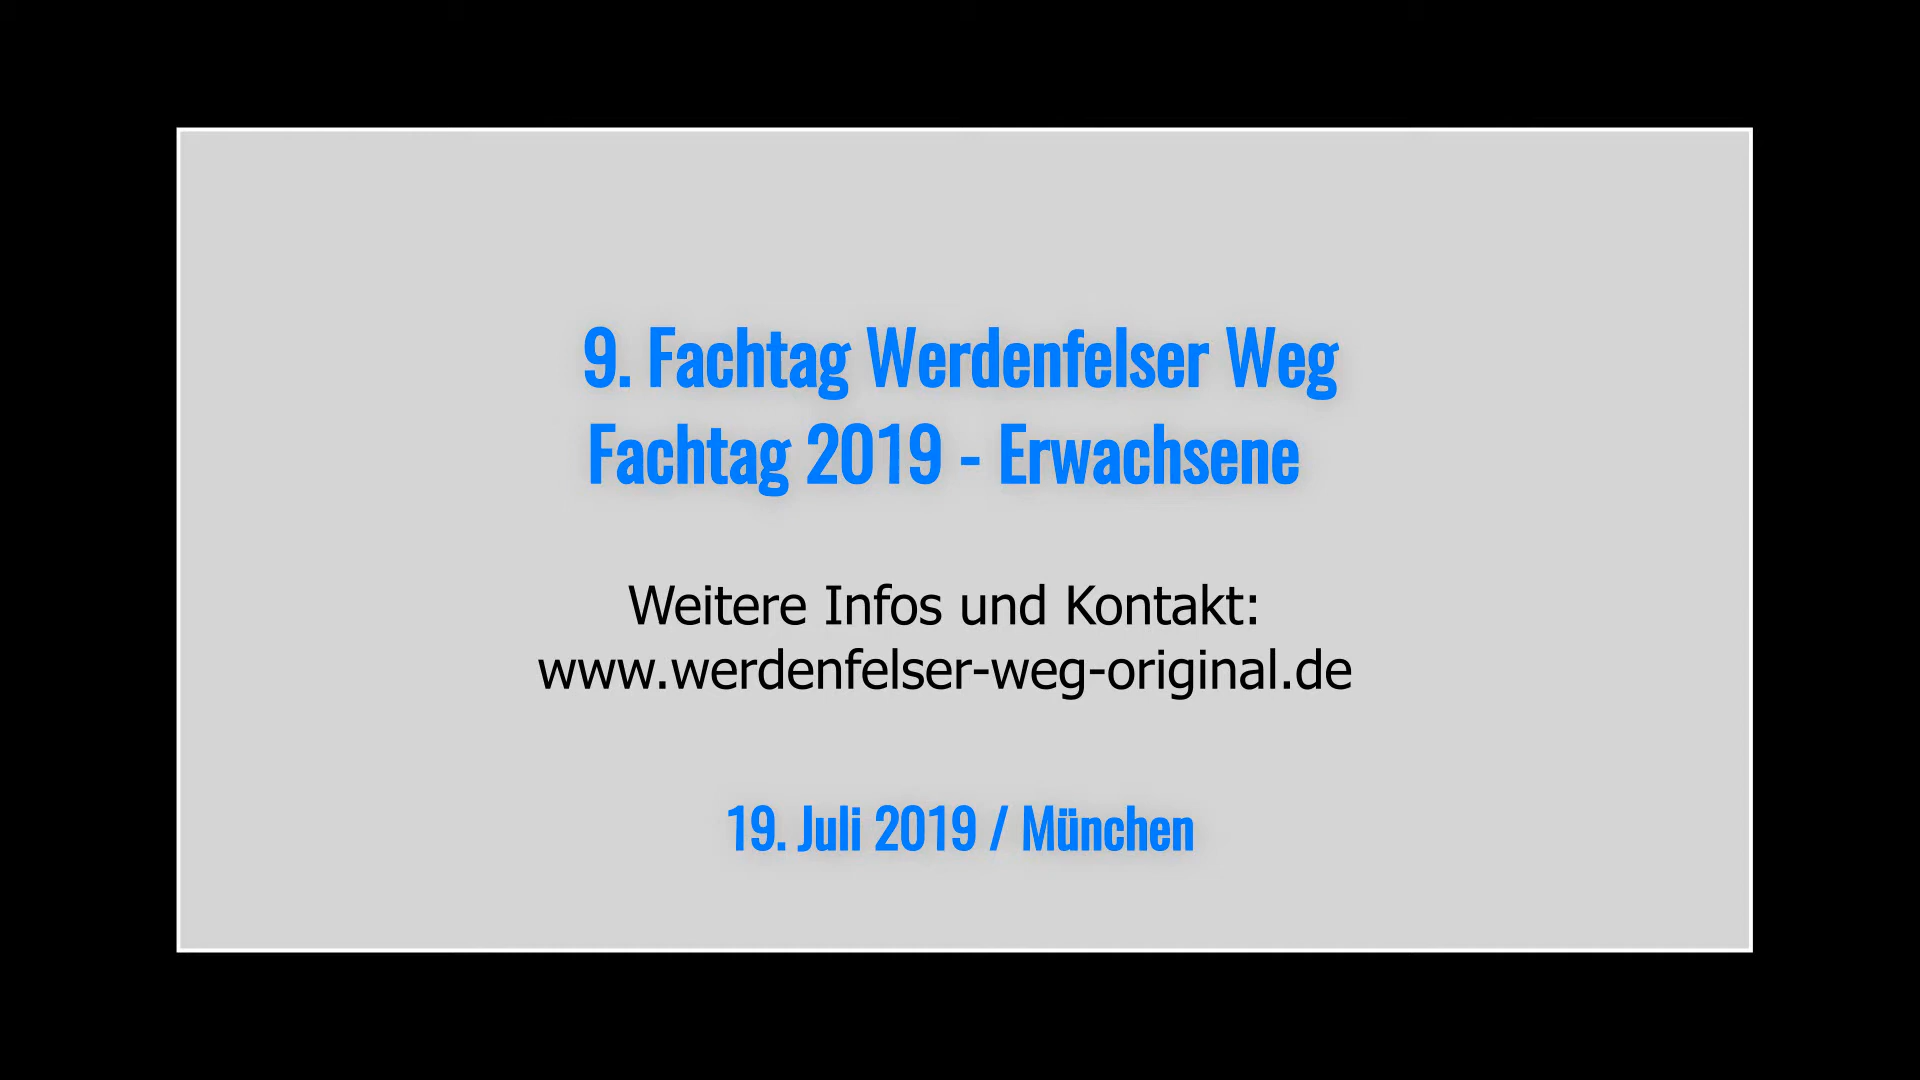 9. Fachtag Werdenfelser Weg
Fachtag 2019 - Erwachsene
Weitere Infos und Kontakt:
www.werdenfelser-weg-original.de
19. Juli 2019 / München